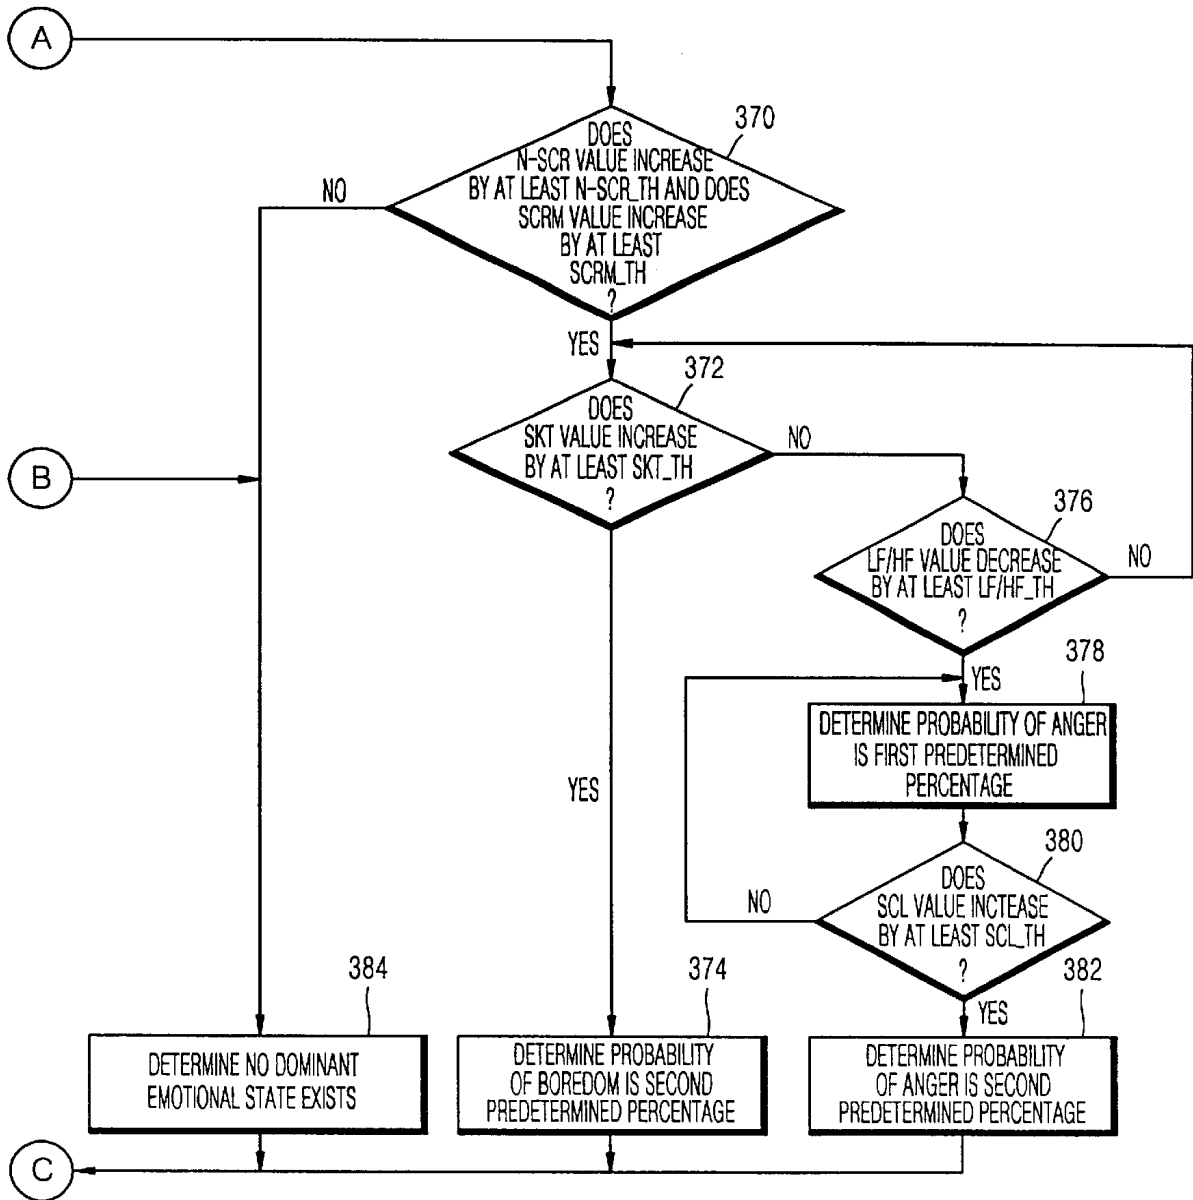 A
370
DOES
N-SCR VALUE INCREASE
BY AT LEAST N-SCR_TH AND DOES
SCRM VALUE INCREASE
BY AT LEAST
SCRM_TH
?
NO
YES
372
DOES
SKT VALUE INCREASE
BY AT LEAST SKT_TH
?
NO
B
376
DOES
LF/HF VALUE DECREASE
BY AT LEAST LF/HF_TH
?
NO
YES
378
DETERMINE PROBABILITY OF ANGER
IS FIRST PREDETERMINED
PERCENTAGE
YES
380
DOES
SCL VALUE INCTEASE
BY AT LEAST SCL_TH
?
NO
YES
384
DETERMINE NO DOMINANT
EMOTIONAL STATE EXISTS
374
DETERMINE PROBABILITY
OF BOREDOM IS SECOND
PREDETERMINED PERCENTAGE
382
DETERMINE PROBABILITY
OF ANGER IS SECOND
PREDETERMINED PERCENTAGE
C